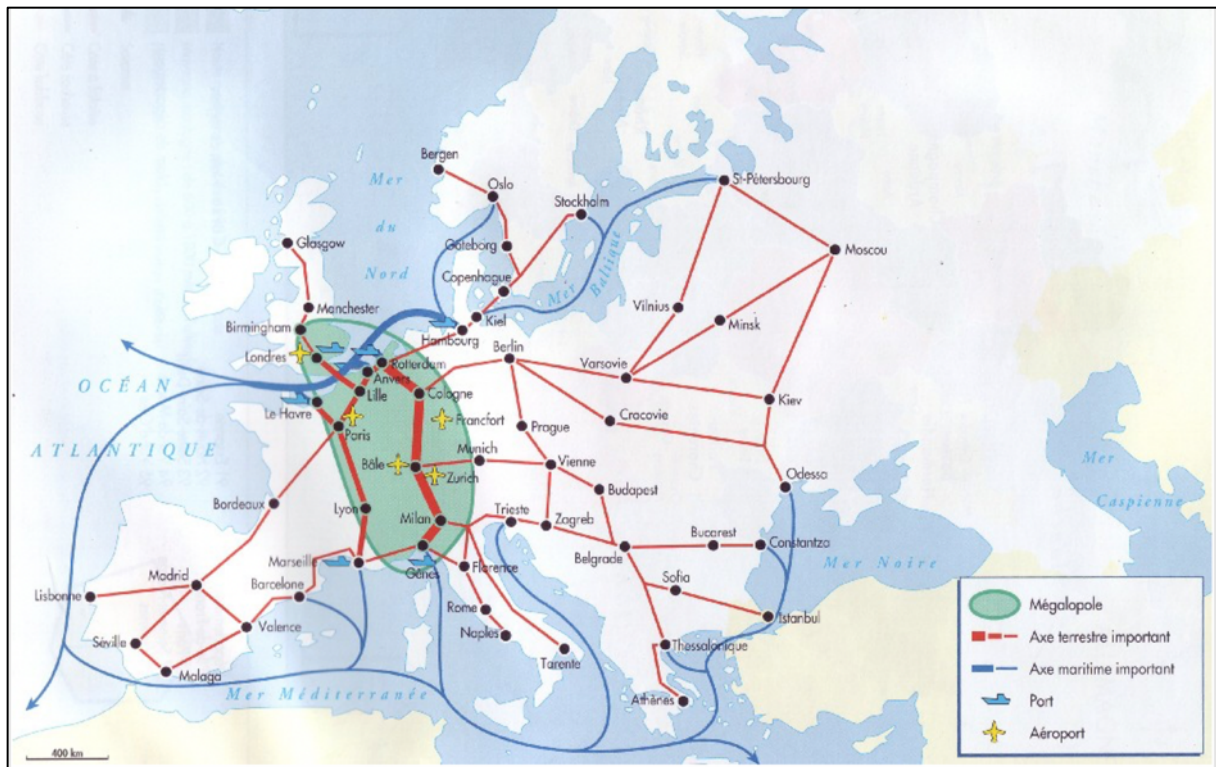 Bergen
Mer
du
Nord
Oslo
Stockholm
St-Pétersbourg
Glasgow
Göteborg
Moscou
Copenhague
Mer
Baltique
Manchester
Kiel
Vilnius
Minsk
Birmingham
Hambourg
Londres
Rotterdam
Berlin
Varsovie
OCÉAN
Anvers
Lille
Cologne
Le Havre
Kiev
Cracovie
Francfort
Paris
Prague
ATLANTIQUE
Munich
Bâle
Vienne
Zurich
Odessa
Mer
Caspienne
Budapest
Bordeaux
Lyon
Milan
Trieste
Zagreb
Bucarest
Constantza
Belgrade
Marseille
Gênes
Florence
Mer Noire
Madrid
Barcelone
Sofia
Lisbonne
Rome
Istanbul
Valence
Naples
Séville
Thessalonique
Tarente
Malaga
Mer Méditerranée
Athènes
Mégalopole
Axe terrestre important
Axe maritime important
Port
Aéroport
400 km